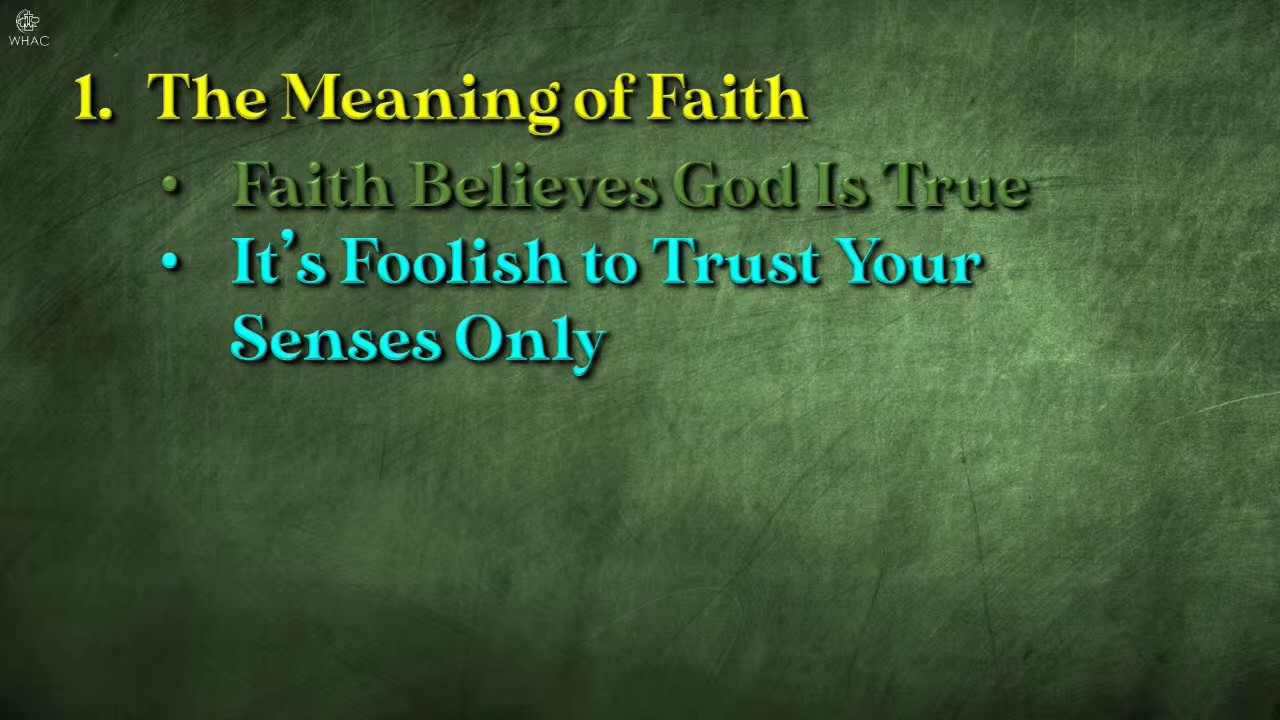 WHAC
1. The Meaning of Faith
• Faith Believes God Is True
• It’s Foolish to Trust Your
Senses Only